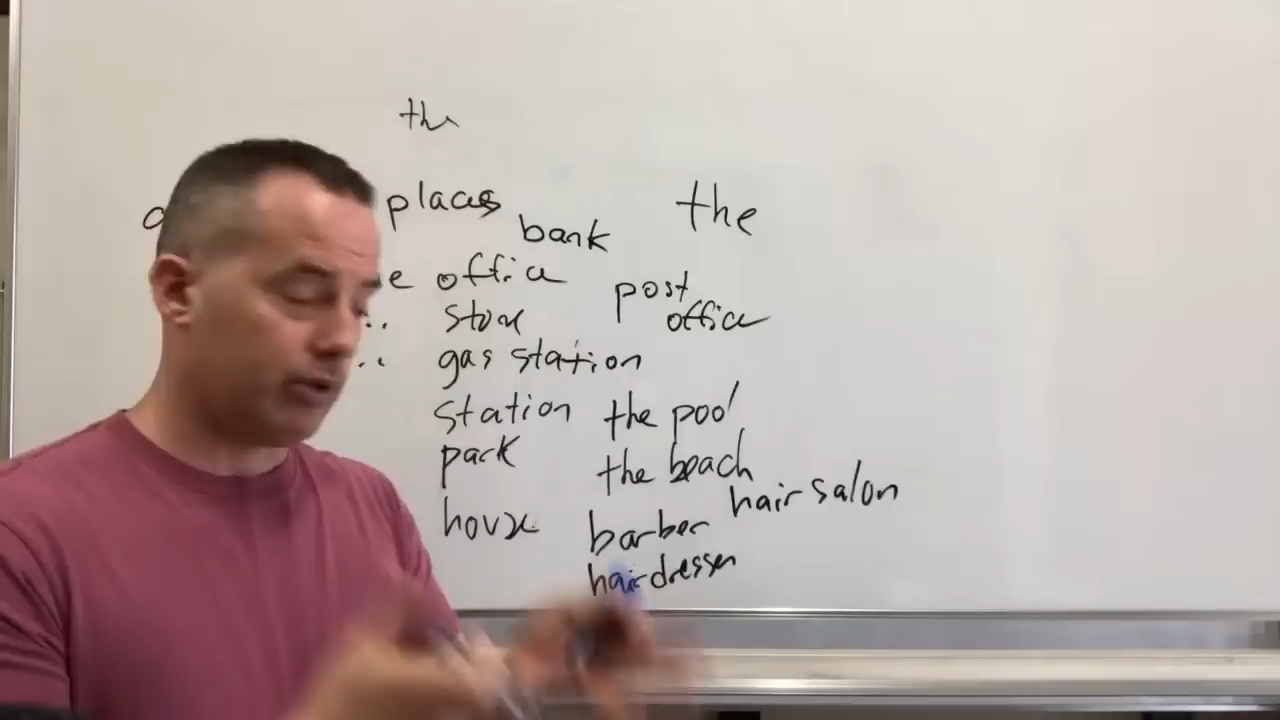 the
places
the
bank
office
post
office
store
gas station
station
the pool
park
the beach
hair salon
house
barber
hairdresser